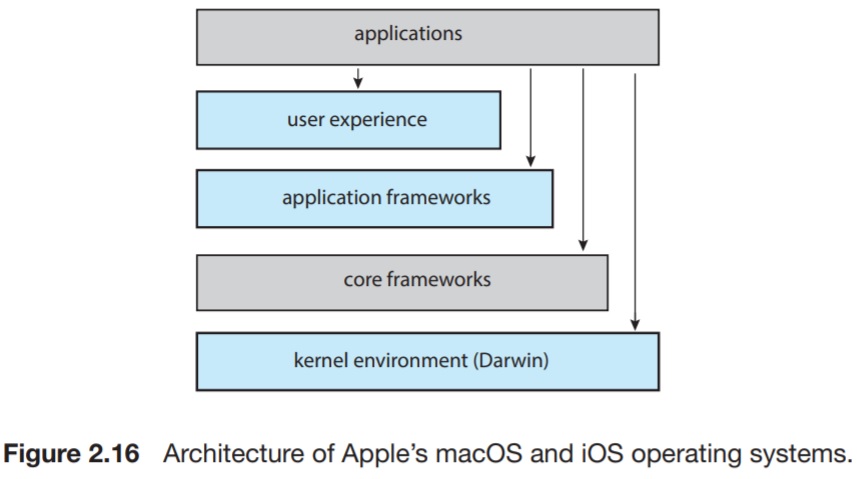 applications
user experience
application frameworks
core frameworks
kernel environment (Darwin)
Figure 2.16 Architecture of Apple's macOS and iOS operating systems.